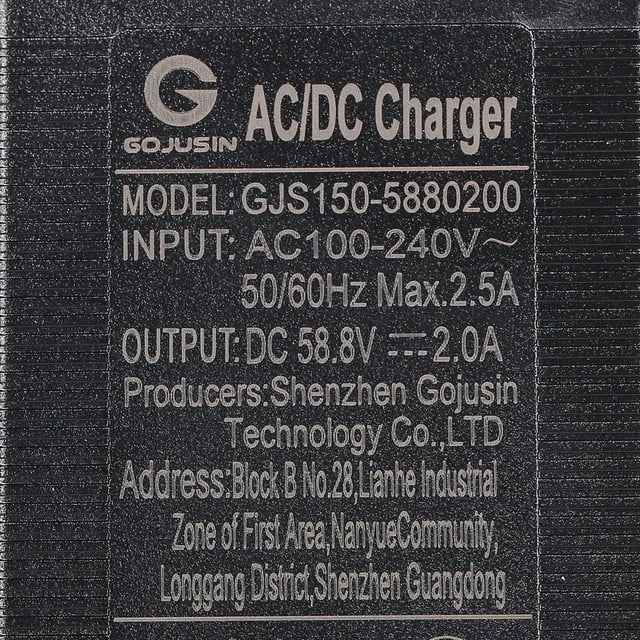 GOJUSIN
AC/DC Charger
MODEL: GJS150-5880200
INPUT: AC100-240V~
50/60Hz Max.2.5A
OUTPUT: DC 58.8V ⎓ 2.0A
Producers:Shenzhen Gojusin
Technology Co.,LTD
Address:Block B No.28,Lianhe Industrial
Zone of First Area,NanyueCommunity,
Longgang District,Shenzhen Guangdong